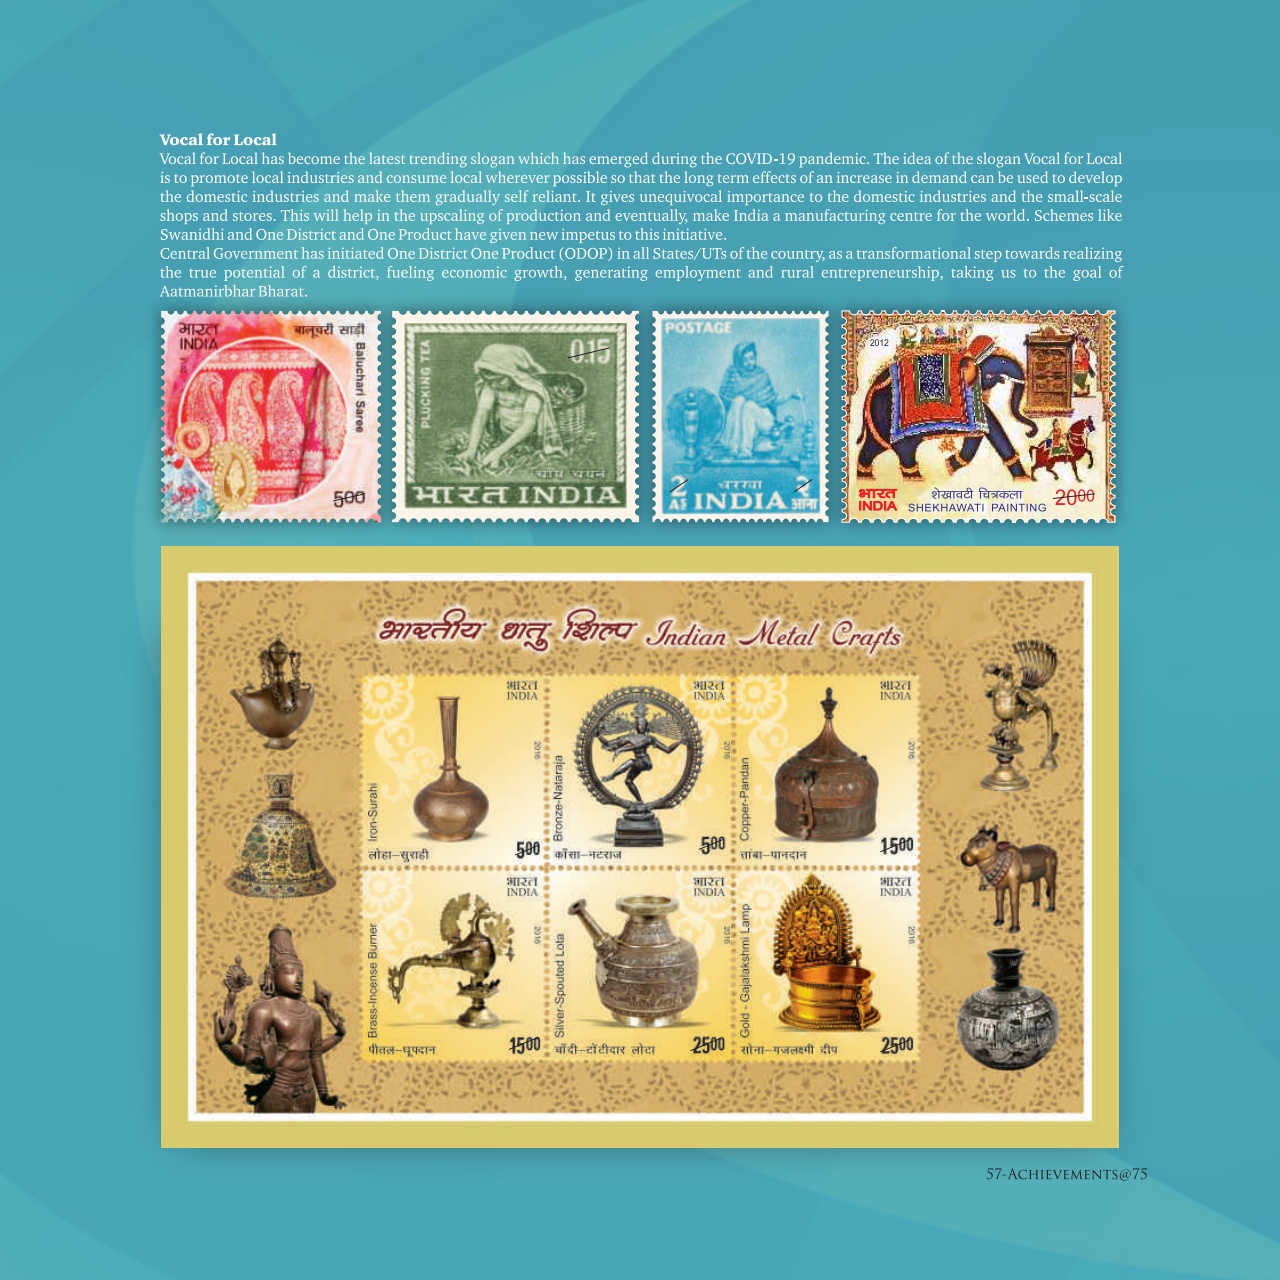 Vocal for Local
Vocal for Local has become the latest trending slogan which has emerged during the COVID-19 pandemic. The idea of the slogan Vocal for Local
is to promote local industries and consume local wherever possible so that the long term effects of an increase in demand can be used to develop
the domestic industries and make them gradually self reliant. It gives unequivocal importance to the domestic industries and the small-scale
shops and stores. This will help in the upscaling of production and eventually, make India a manufacturing centre for the world. Schemes like
Swanidhi and One District and One Product have given new impetus to this initiative.
Central Government has initiated One District One Product (ODOP) in all States/UTs of the country, as a transformational step towards realizing
the true potential of a district, fueling economic growth, generating employment and rural entrepreneurship, taking us to the goal of
Aatmanirbhar Bharat.
भारत
INDIA
बालूचरी साड़ी
Baluchari Saree
500
PLUCKING TEA
0.15
चाय चयन
भारत INDIA
POSTAGE
2 चरखा २
AS INDIA आना
2012
भारत
INDIA
शेखावटी चित्रकला
SHEKHAWATI PAINTING
2000
भारतीय धातु शिल्प Indian Metal Crafts
भारत
INDIA
2016
Iron-Surahi
लोहा–सुराही
500
भारत
INDIA
2016
Bronze-Nataraja
काँसा–नटराज
500
भारत
INDIA
2016
Copper-Pandan
तांबा–पानदान
1500
भारत
INDIA
2016
Brass-Incense Burner
पीतल–धूपदान
1500
भारत
INDIA
2016
Silver-Spouted Lota
चाँदी–टोंटीदार लोटा
2500
भारत
INDIA
2016
Gold - Gajalakshmi Lamp
सोना–गजलक्ष्मी दीप
2500
57-Achievements@75